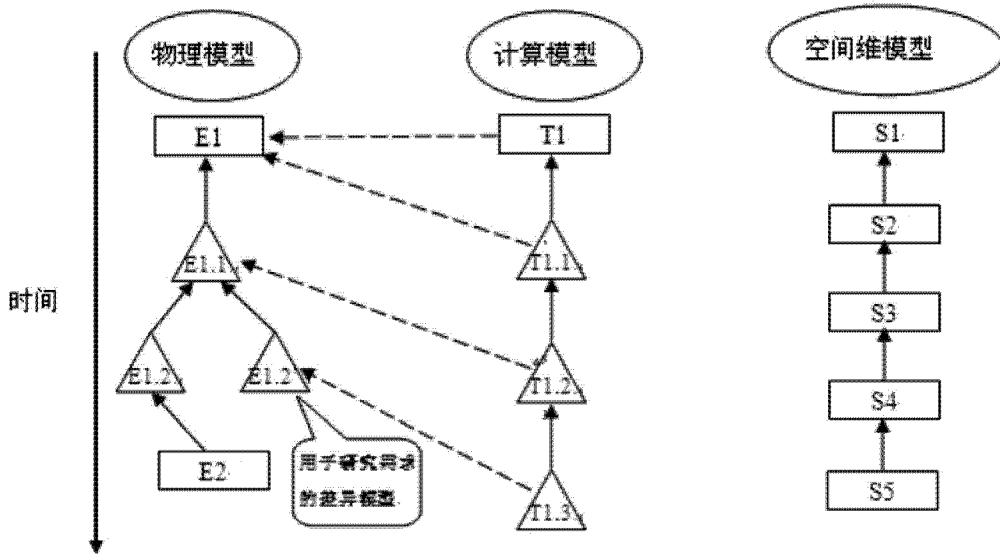 物理模型
计算模型
空间维模型
E1
T1
S1
S2
E1.1
T1.1
时间
S3
E1.2
E1.2
T1.2
S4
E2
用于研究需求
的差异模型
S5
T1.3